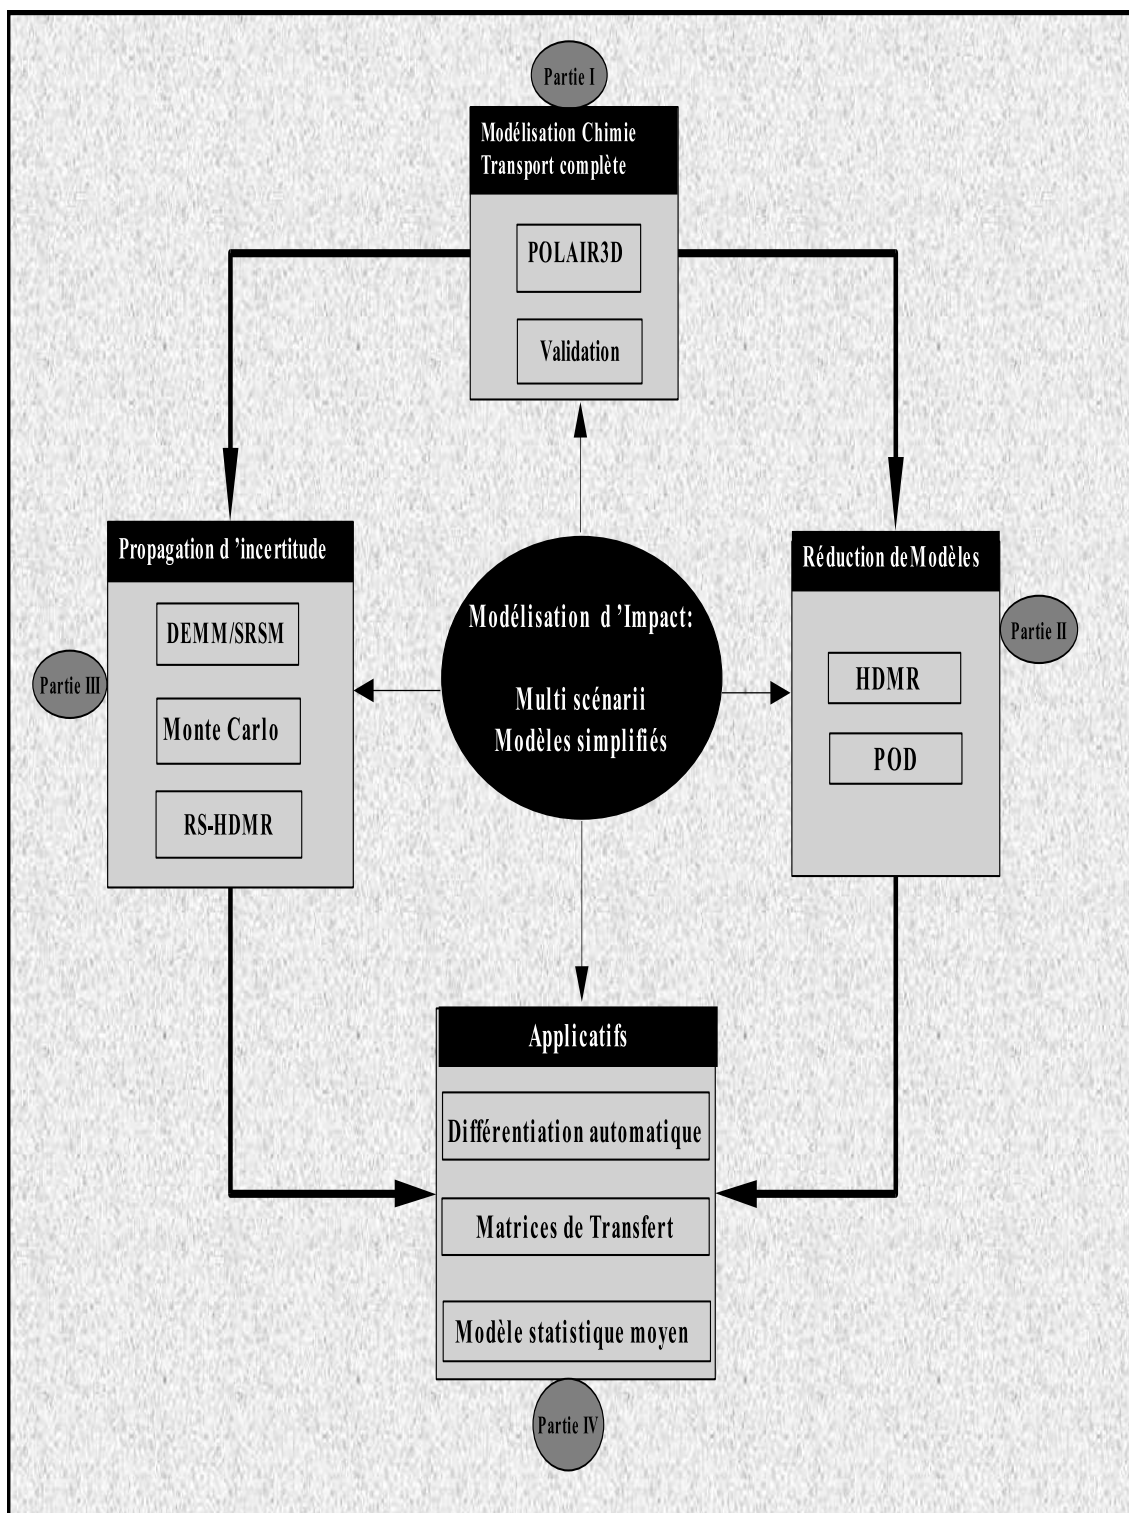 Partie I
Modélisation Chimie
Transport complète
POLAIR3D
Validation
Propagation d ’incertitude
DEMM/SRSM
Monte Carlo
RS-HDMR
Partie III
Modélisation d ’Impact:
Multi scénarii
Modèles simplifiés
Réduction de Modèles
HDMR
POD
Partie II
Applicatifs
Différentiation automatique
Matrices de Transfert
Modèle statistique moyen
Partie IV